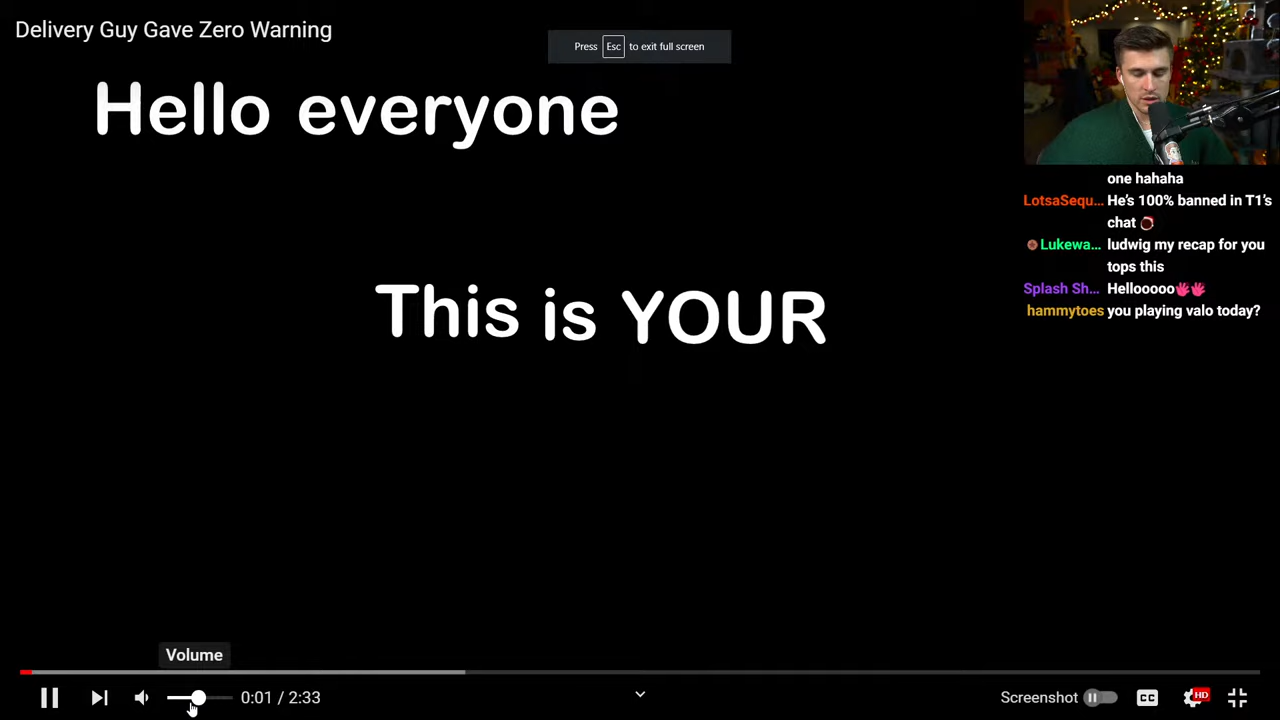 Delivery Guy Gave Zero Warning
Press Esc to exit full screen
Hello everyone
This is YOUR
one hahaha
LotsaSequ... He's 100% banned in T1's
chat
Lukewa... ludwig my recap for you
tops this
Splash Sh... Hellooooo
hammytoes you playing valo today?
Volume
0:01 / 2:33
Screenshot
CC
HD